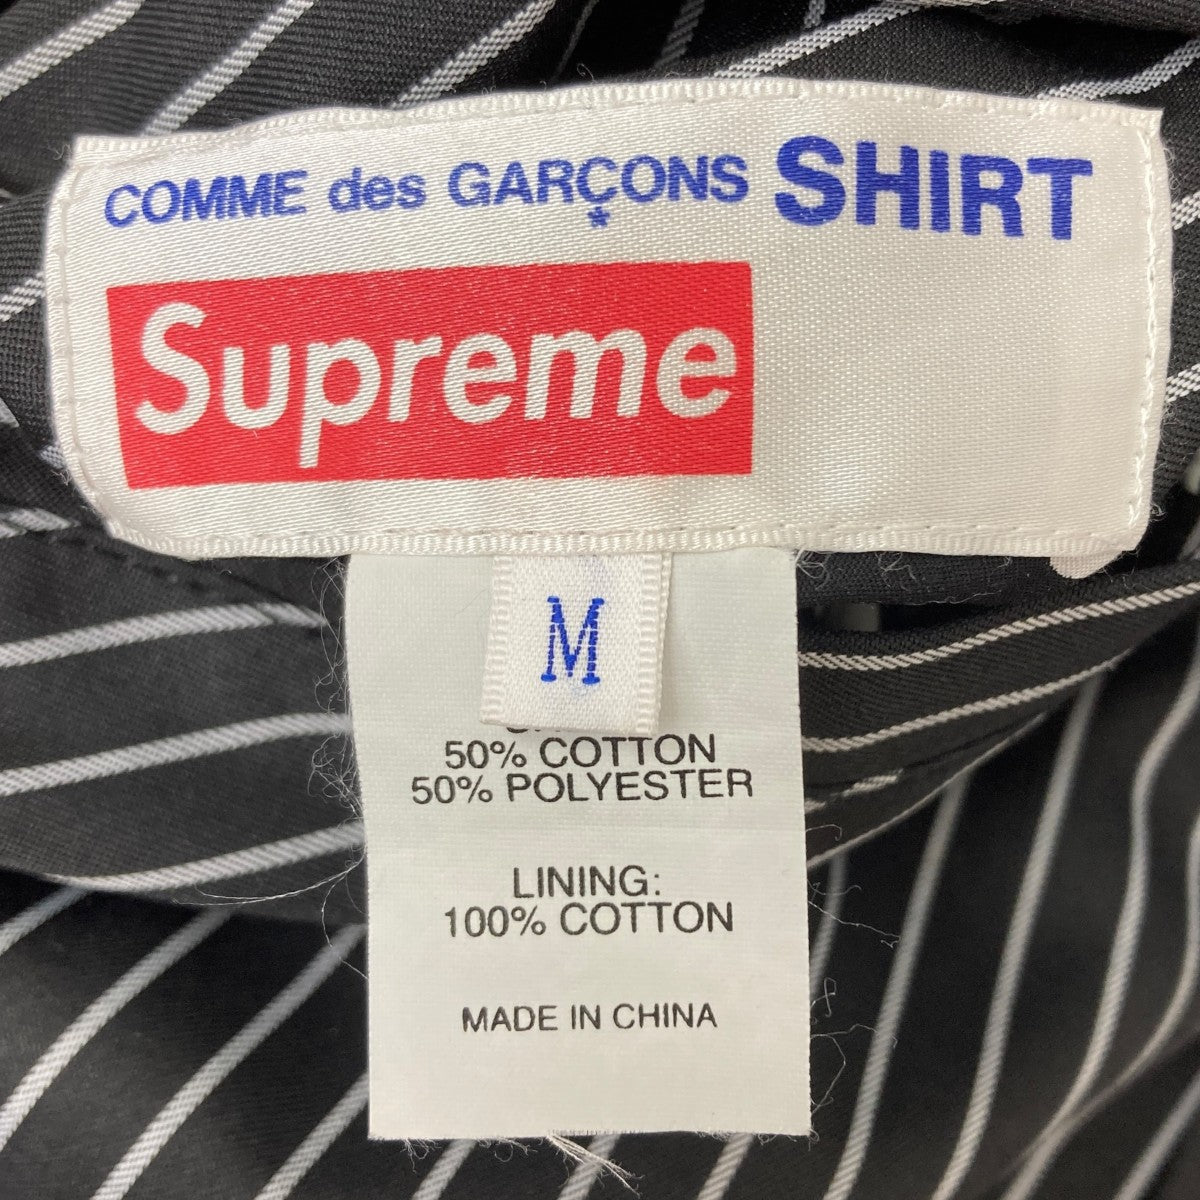 COMME des GARÇONS SHIRT
Supreme
M
50% COTTON
50% POLYESTER
LINING:
100% COTTON
MADE IN CHINA